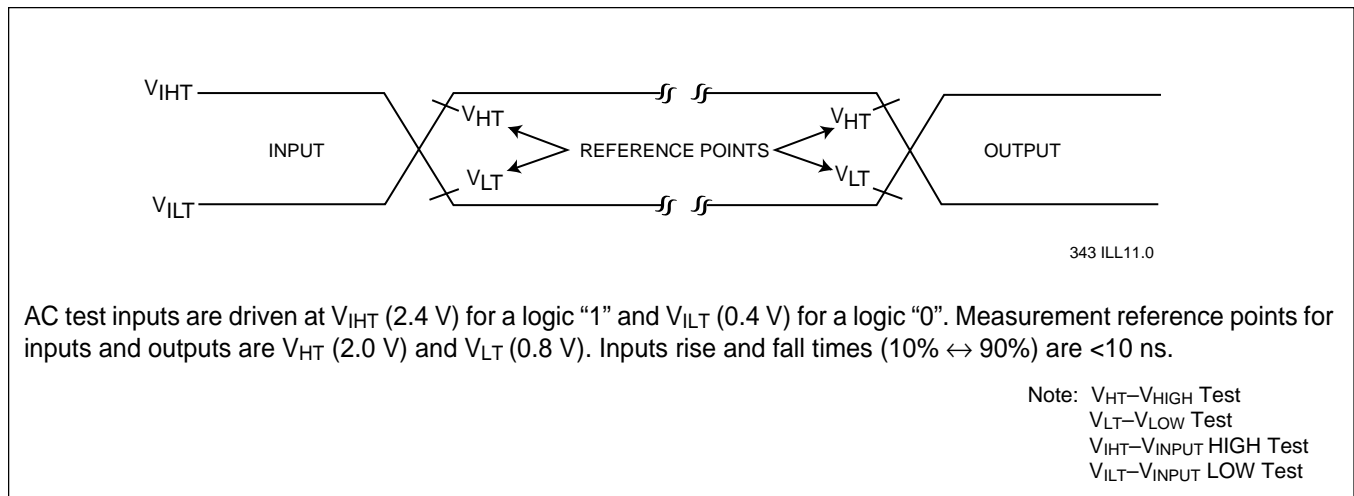 VIHT
VHT
VHT
INPUT
REFERENCE POINTS
OUTPUT
VLT
VLT
VILT
343 ILL11.0
AC test inputs are driven at VIHT (2.4 V) for a logic “1” and VILT (0.4 V) for a logic “0”. Measurement reference points for
inputs and outputs are VHT (2.0 V) and VLT (0.8 V). Inputs rise and fall times (10% ↔ 90%) are <10 ns.
Note: VHT–VHIGH Test
VLT–VLOW Test
VIHT–VINPUT HIGH Test
VILT–VINPUT LOW Test